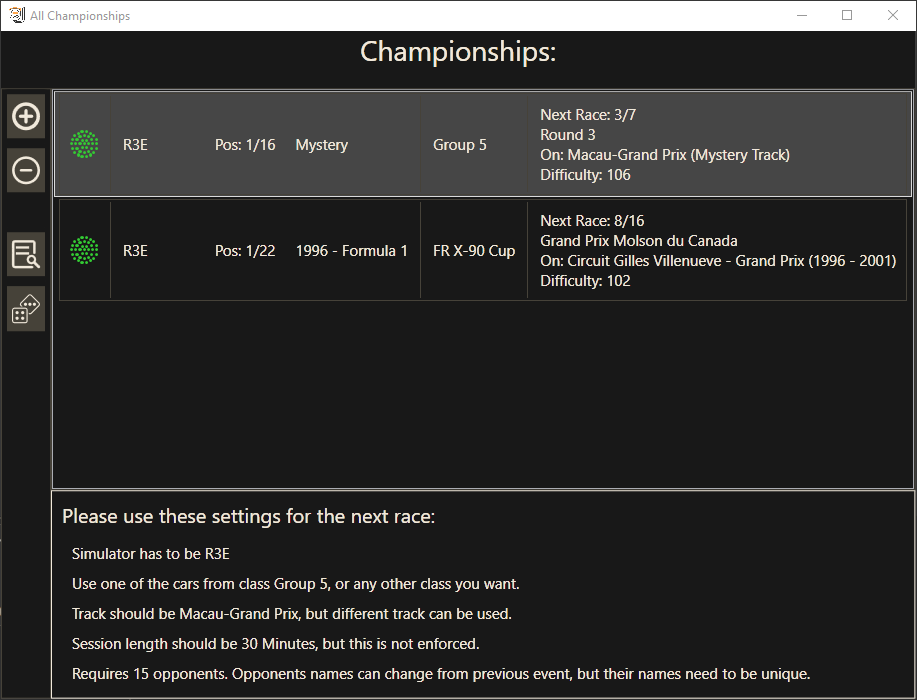 All Championships
Championships:
R3E
Pos: 1/16
Mystery
Group 5
Next Race: 3/7
Round 3
On: Macau-Grand Prix (Mystery Track)
Difficulty: 106
R3E
Pos: 1/22
1996 - Formula 1
FR X-90 Cup
Next Race: 8/16
Grand Prix Molson du Canada
On: Circuit Gilles Villenueve - Grand Prix (1996 - 2001)
Difficulty: 102
Please use these settings for the next race:
Simulator has to be R3E
Use one of the cars from class Group 5, or any other class you want.
Track should be Macau-Grand Prix, but different track can be used.
Session length should be 30 Minutes, but this is not enforced.
Requires 15 opponents. Opponents names can change from previous event, but their names need to be unique.